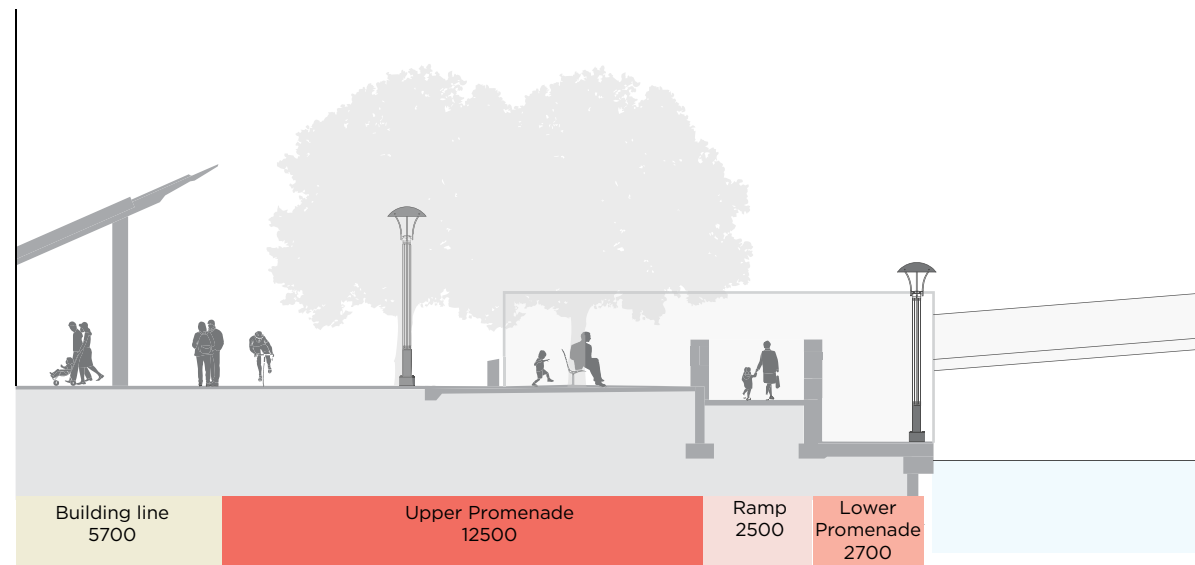 Building line
5700
Upper Promenade
12500
Ramp
2500
Lower
Promenade
2700